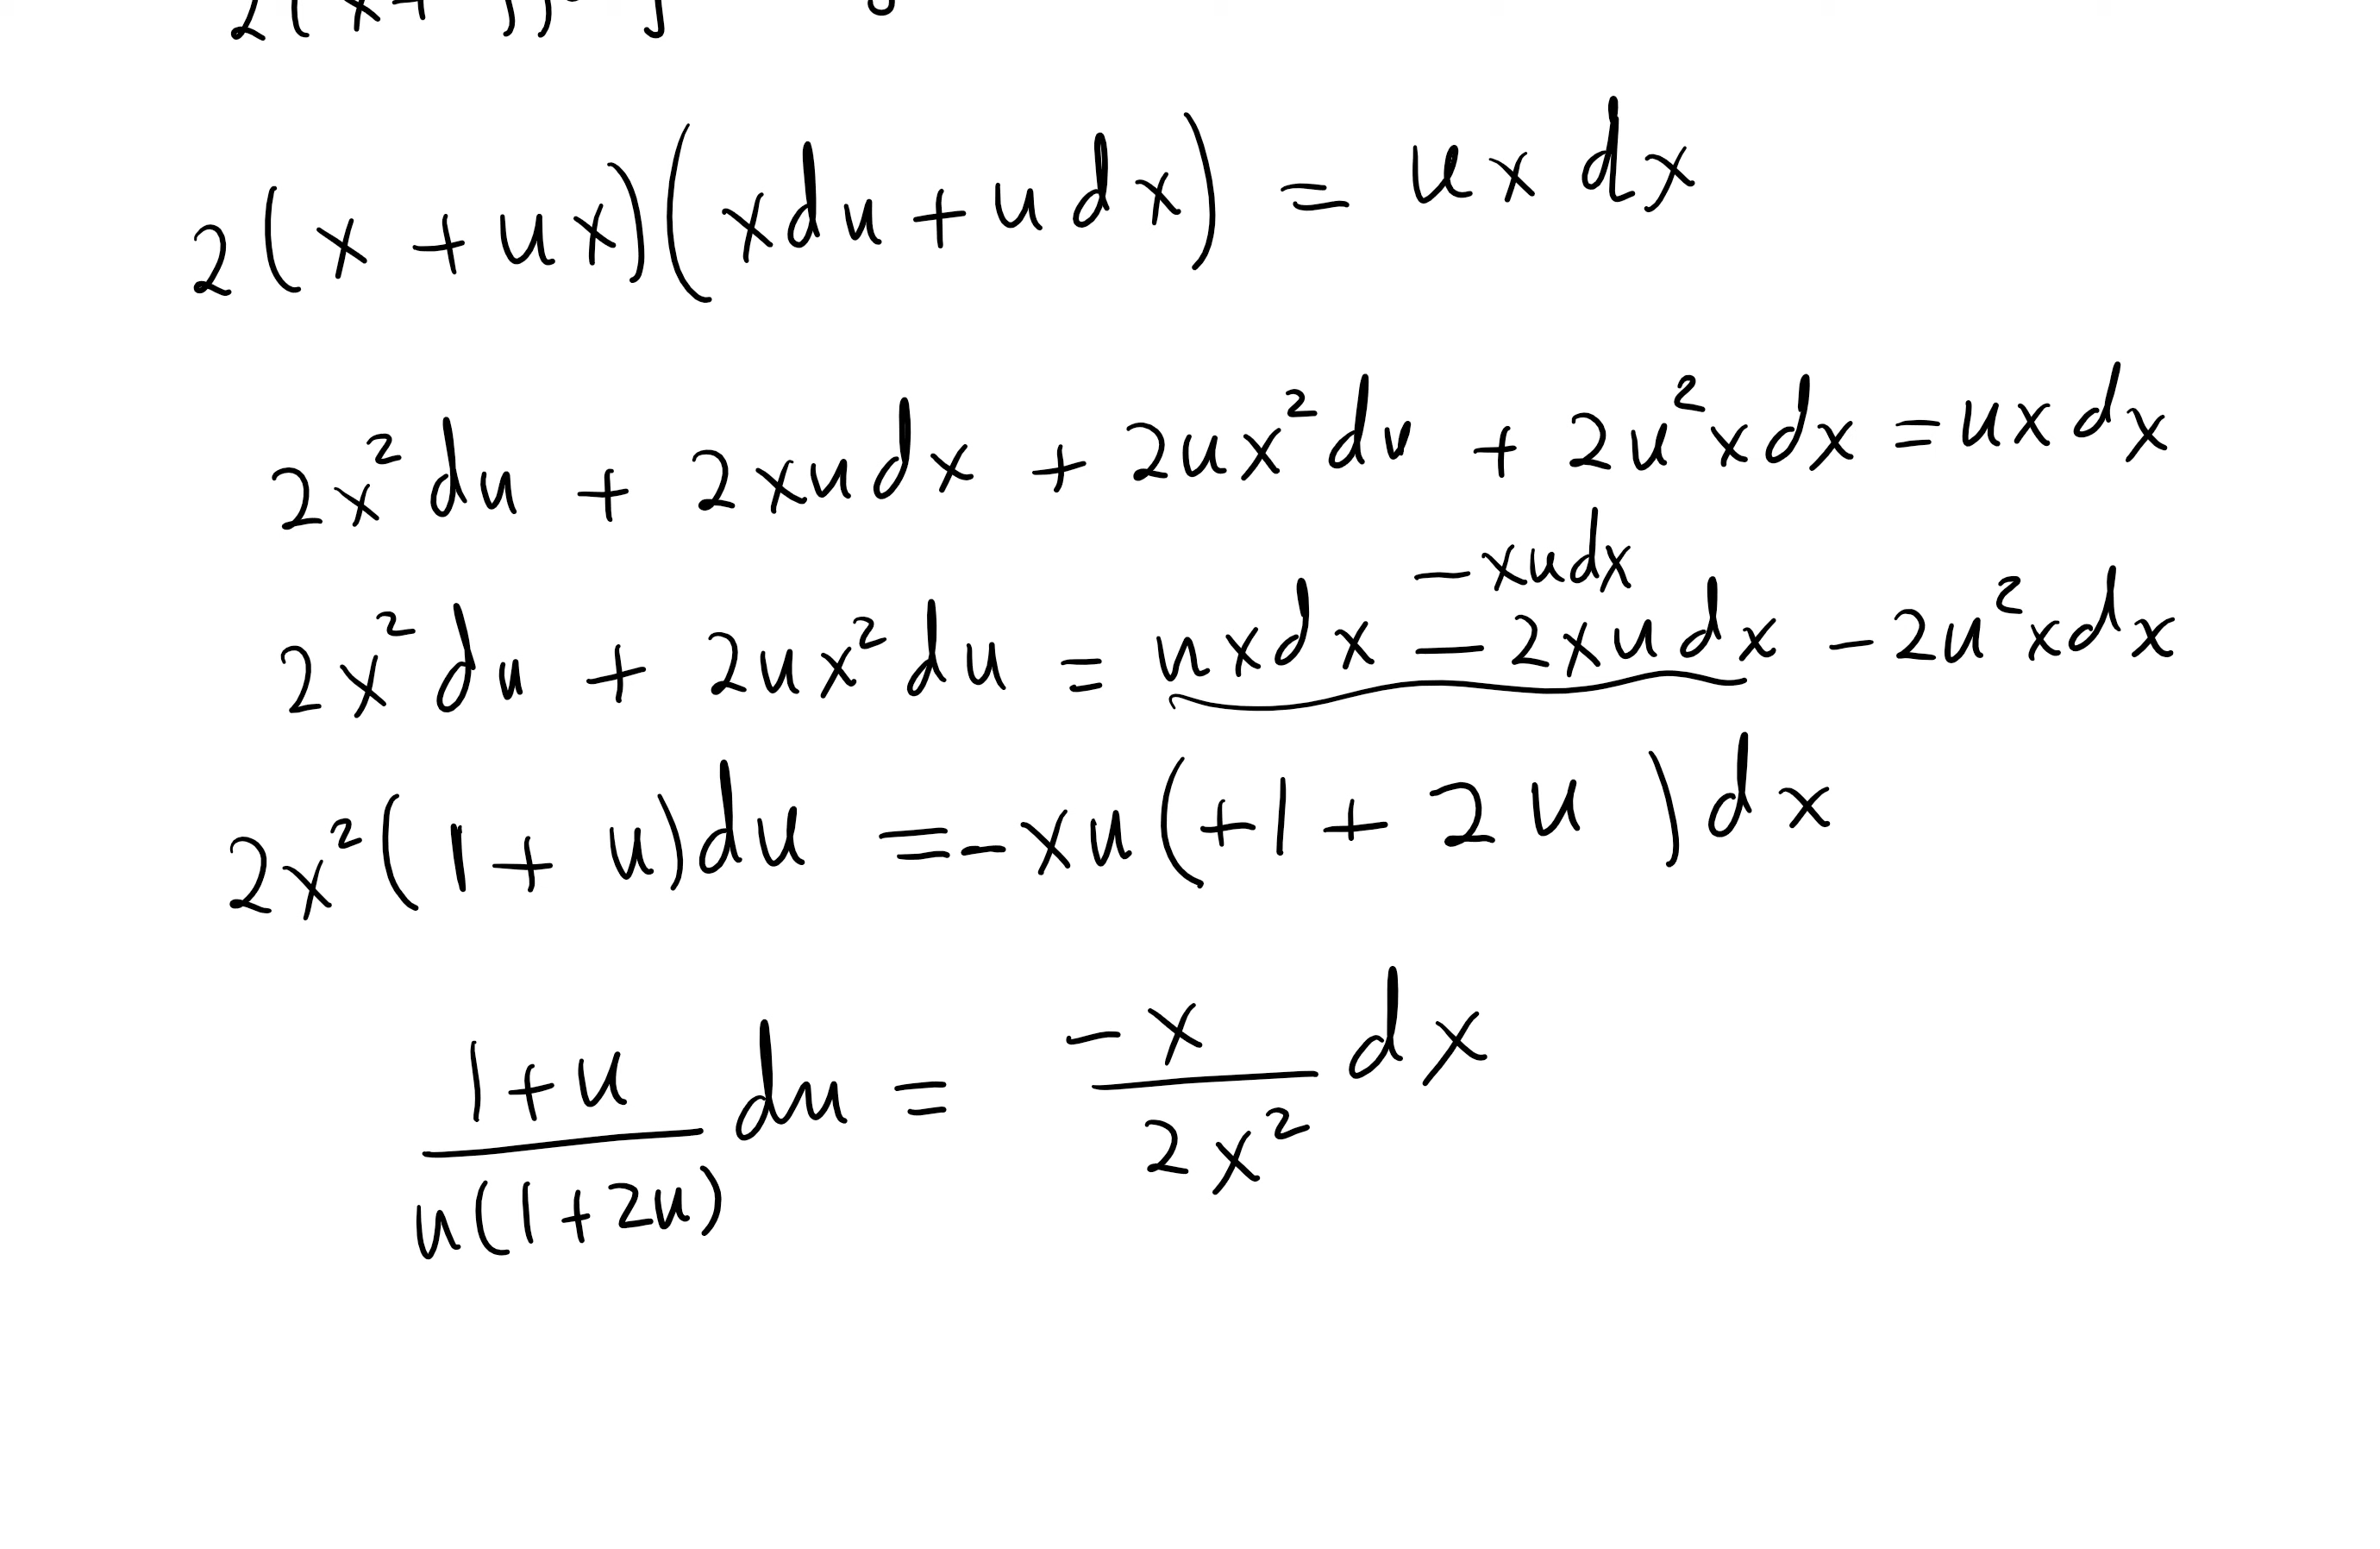 2(x + ux)(xdu + udx) = ux dx
2x²du + 2xudx + 2ux²du + 2u²xdx = uxdx
-xudx
2x²du + 2ux²du = uxdx - 2xudx - 2u²xdx
2x²(1 + u)du = -xu(+1 + 2u) dx
(1+u)/(u(1+2u)) du = -x/(2x²) dx